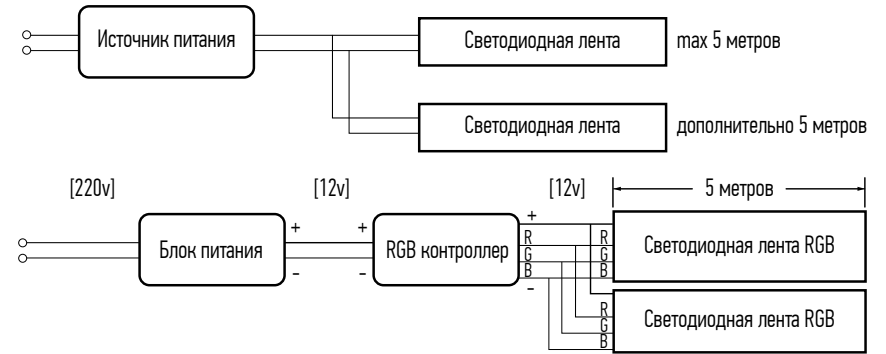 Источник питания
Светодиодная лента
max 5 метров
Светодиодная лента
дополнительно 5 метров
[220v]
[12v]
[12v]
5 метров
Блок питания
+
-
+
-
RGB контроллер
+
R
G
B
-
R
G
B
Светодиодная лента RGB
R
G
B
Светодиодная лента RGB